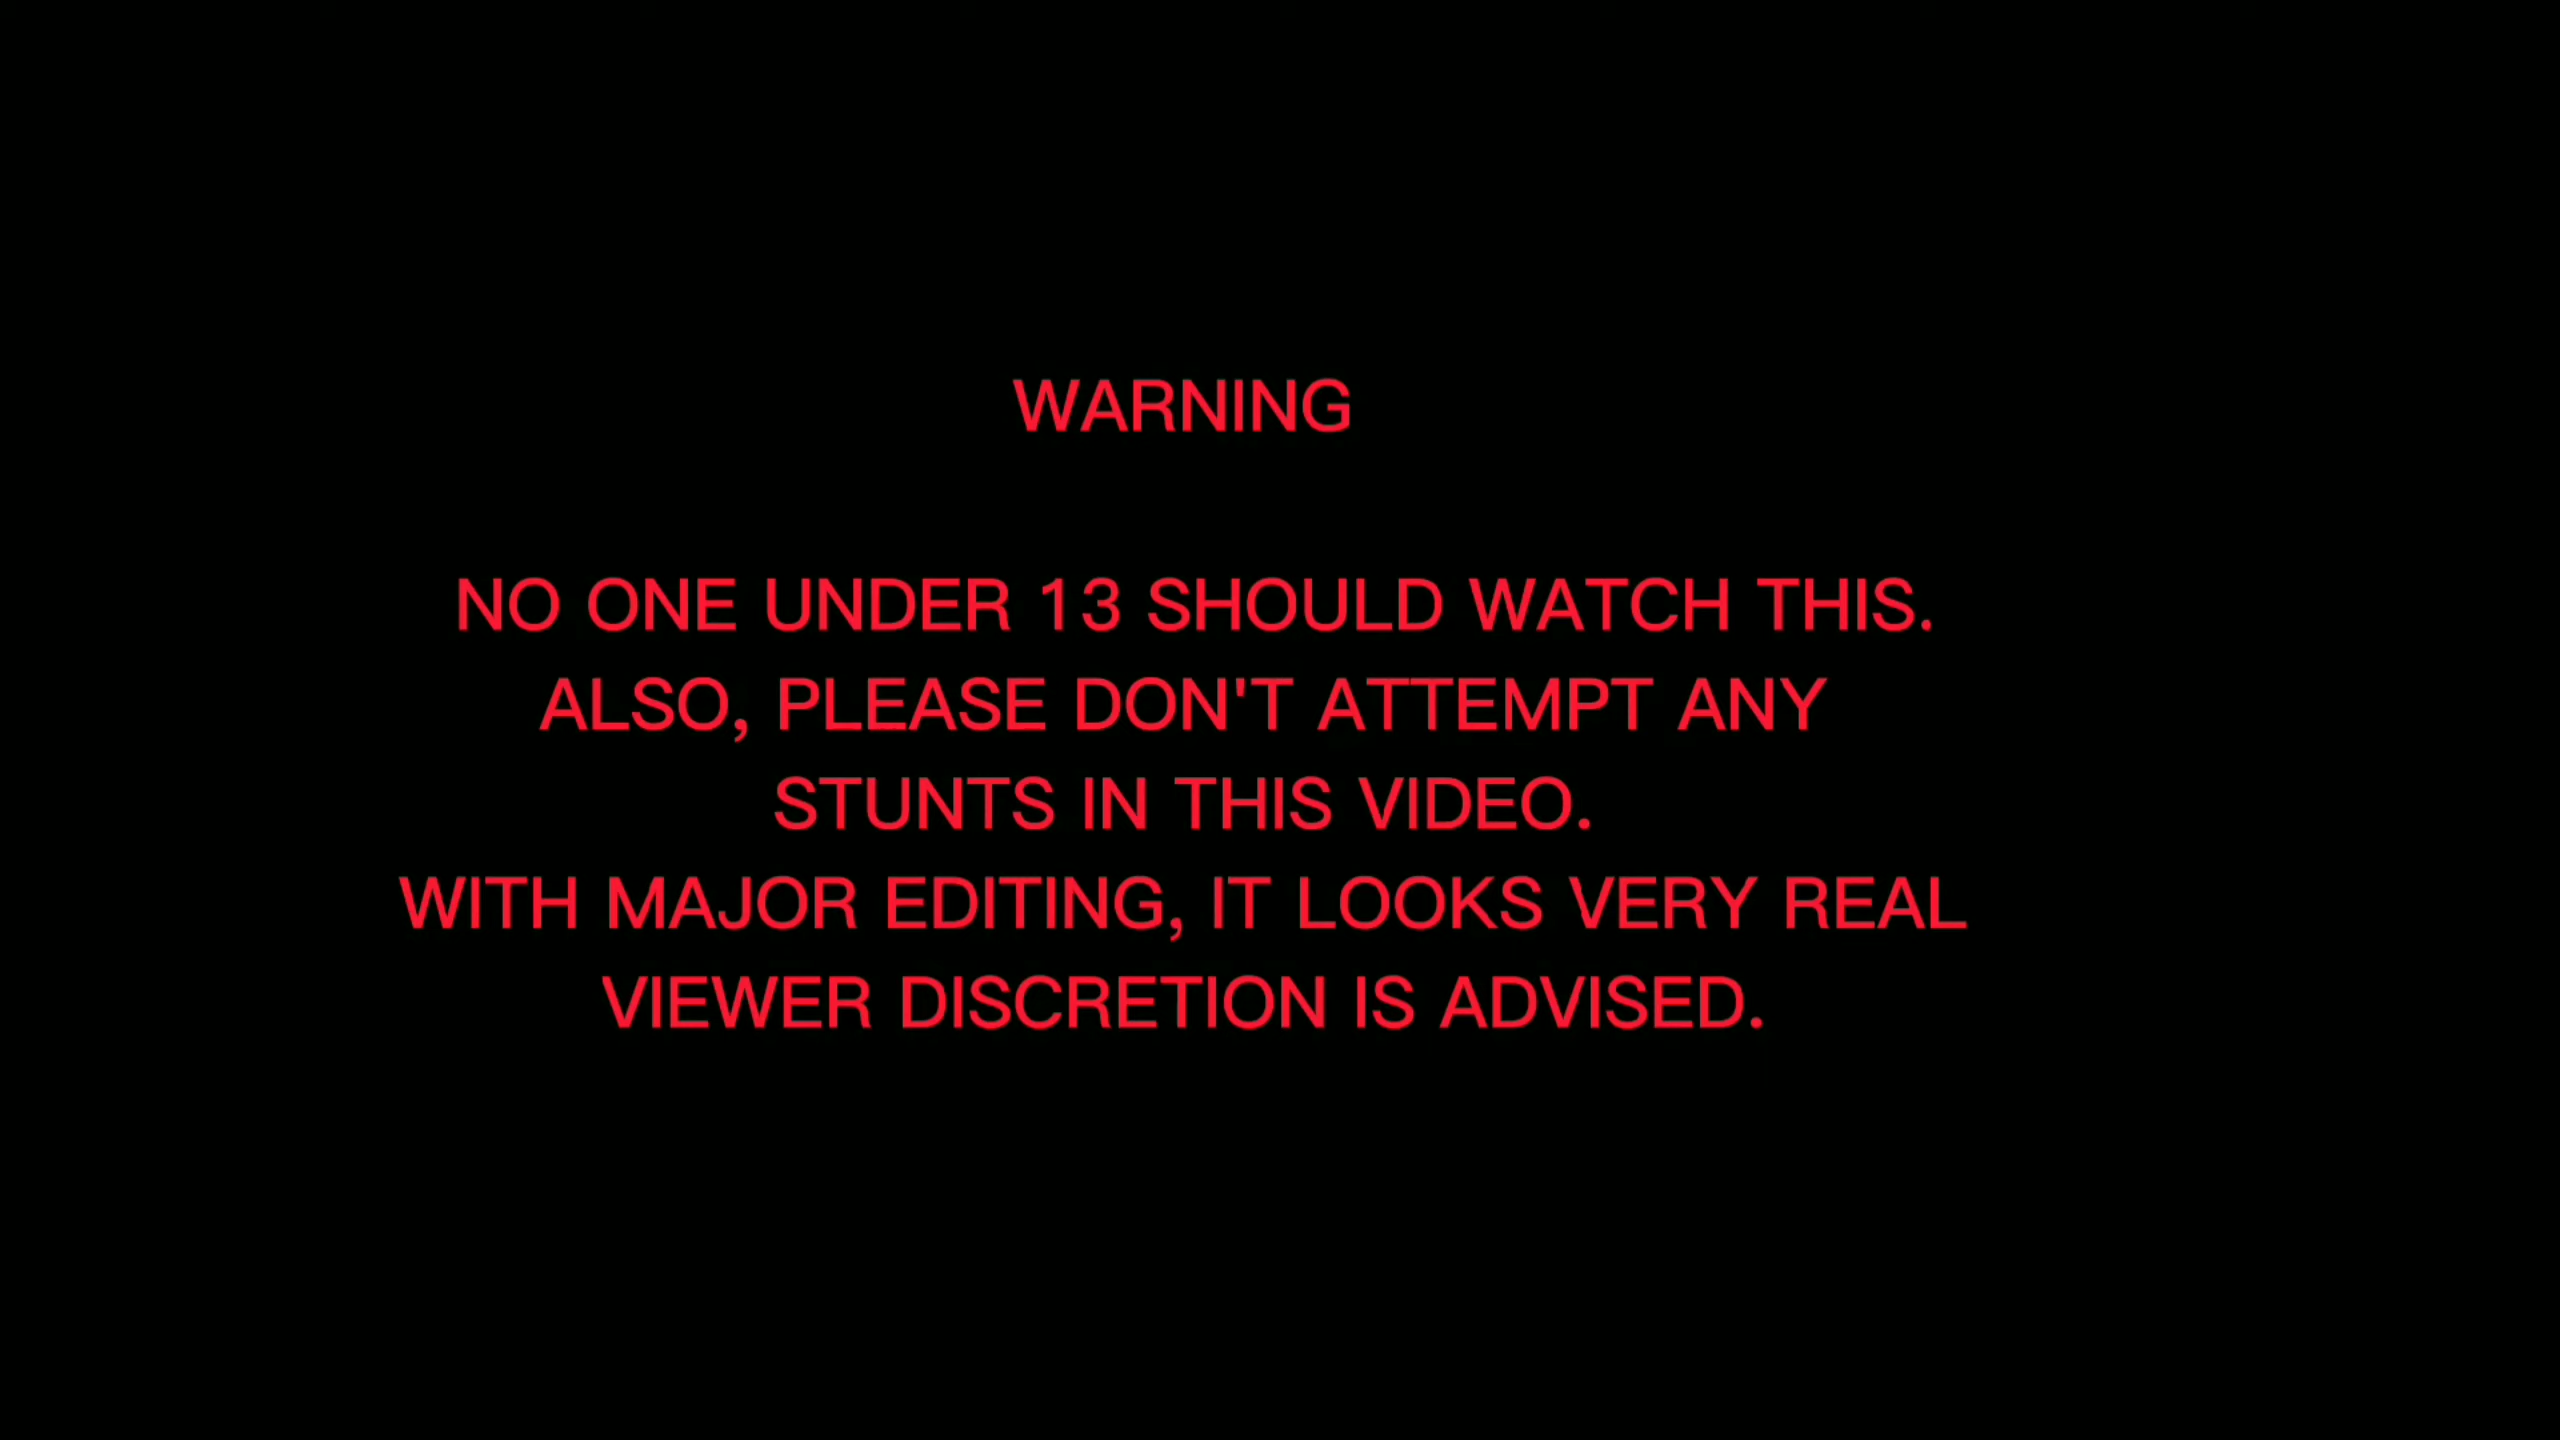 WARNING
NO ONE UNDER 13 SHOULD WATCH THIS.
ALSO, PLEASE DON'T ATTEMPT ANY
STUNTS IN THIS VIDEO.
WITH MAJOR EDITING, IT LOOKS VERY REAL
VIEWER DISCRETION IS ADVISED.